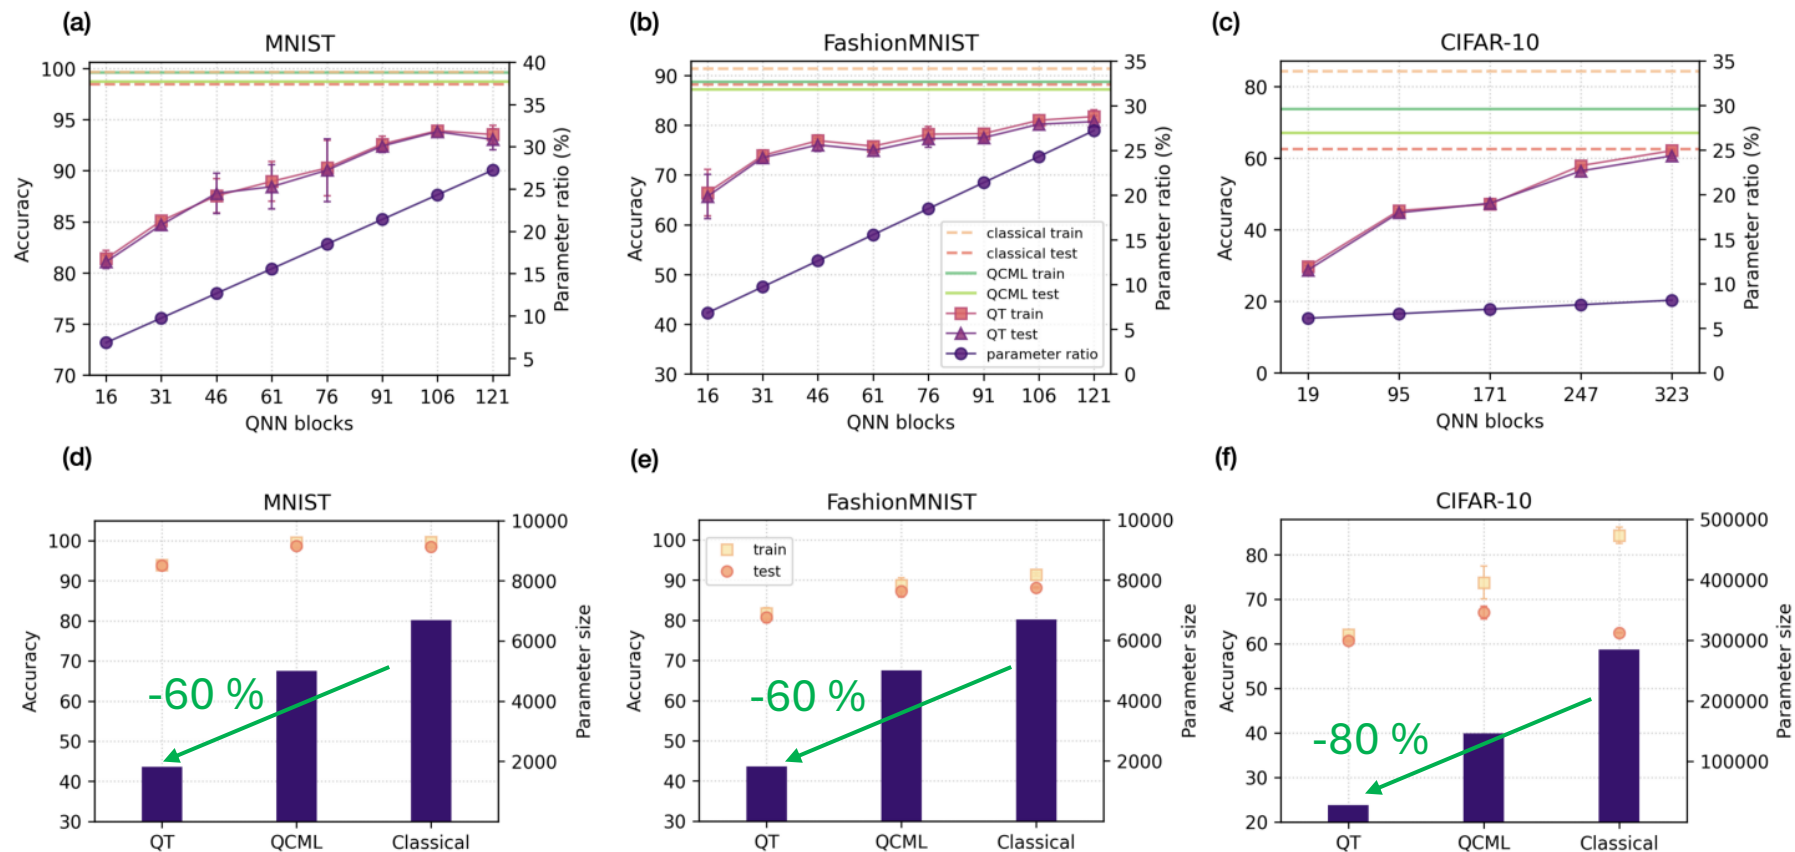 (a)
MNIST
100
95
90
85
80
75
70
Accuracy
40
35
30
25
20
15
10
5
Parameter ratio (%)
16 31 46 61 76 91 106 121
QNN blocks
(b)
FashionMNIST
90
80
70
60
50
40
30
Accuracy
35
30
25
20
15
10
5
0
Parameter ratio (%)
classical train
classical test
QCML train
QCML test
QT train
QT test
parameter ratio
16 31 46 61 76 91 106 121
QNN blocks
(c)
CIFAR-10
80
60
40
20
0
Accuracy
35
30
25
20
15
10
5
0
Parameter ratio (%)
19 95 171 247 323
QNN blocks
(d)
MNIST
100
90
80
70
60
50
40
30
Accuracy
10000
8000
6000
4000
2000
Parameter size
-60 %
QT QCML Classical
(e)
FashionMNIST
100
90
80
70
60
50
40
30
Accuracy
10000
8000
6000
4000
2000
Parameter size
train
test
-60 %
QT QCML Classical
(f)
CIFAR-10
80
70
60
50
40
30
20
Accuracy
500000
400000
300000
200000
100000
Parameter size
-80 %
QT QCML Classical